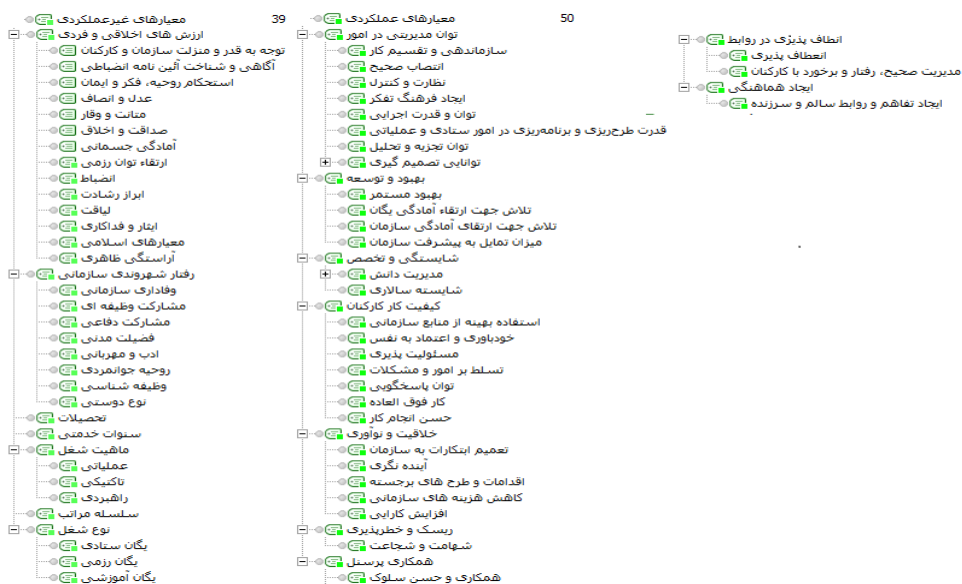 معیارهای غیرعملکردی 39
ارزش های اخلاقی و فردی
توجه به قدر و منزلت سازمان و کارکنان
آگاهی و شناخت آئین نامه انضباطی
استحکام روحیه، فکر و ایمان
عدل و انصاف
متانت و وقار
صداقت و اخلاق
آمادگی جسمانی
ارتقاء توان رزمی
انضباط
ابراز رشادت
لیاقت
ایثار و فداکاری
معیارهای اسلامی
آراستگی ظاهری
رفتار شهروندی سازمانی
وفاداری سازمانی
مشارکت وظیفه ای
مشارکت دفاعی
فضیلت مدنی
ادب و مهربانی
روحیه جوانمردی
وظیفه شناسی
نوع دوستی
تحصیلات
سنوات خدمتی
ماهیت شغل
عملیاتی
تاکتیکی
راهبردی
سلسله مراتب
نوع شغل
یگان ستادی
یگان رزمی
یگان آموزشی
معیارهای عملکردی 50
توان مدیریتی در امور
سازماندهی و تقسیم کار
انتصاب صحیح
نظارت و کنترل
ایجاد فرهنگ تفکر
توان و قدرت اجرایی
قدرت طرح‌ریزی و برنامه‌ریزی در امور ستادی و عملیاتی
توان تجزیه و تحلیل
توانایی تصمیم گیری
بهبود و توسعه
بهبود مستمر
تلاش جهت ارتقاء آمادگی یگان
تلاش جهت ارتقای آمادگی سازمان
میزان تمایل به پیشرفت سازمان
شایستگی و تخصص
مدیریت دانش
شایسته سالاری
کیفیت کار کارکنان
استفاده بهینه از منابع سازمانی
خودباوری و اعتماد به نفس
مسئولیت پذیری
تسلط بر امور و مشکلات
توان پاسخگویی
کار فوق العاده
حسن انجام کار
خلاقیت و نوآوری
تعمیم ابتکارات به سازمان
آینده نگری
اقدامات و طرح های برجسته
کاهش هزینه های سازمانی
افزایش کارایی
ریسک و خطرپذیری
شهامت و شجاعت
همکاری پرسنل
همکاری و حسن سلوک
انطاف پذیژی در روابط
انعطاف پذیری
مدیریت صحیح، رفتار و برخورد با کارکنان
ایجاد هماهنگی
ایجاد تفاهم و روابط سالم و سرزنده